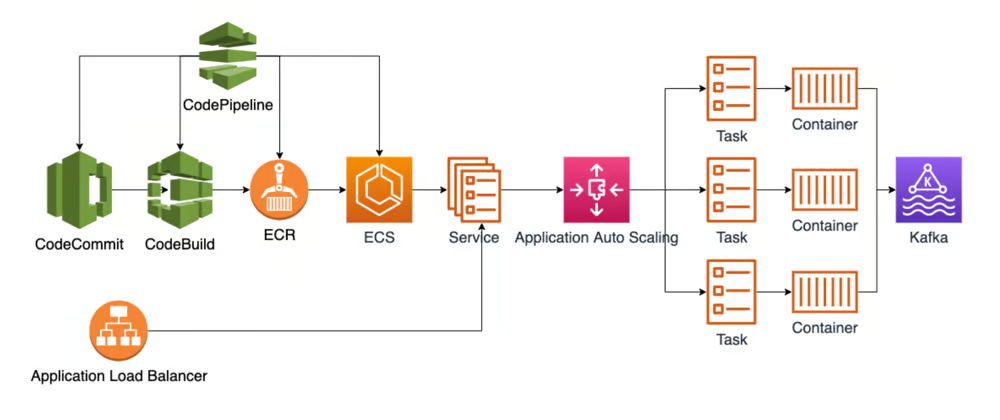 CodePipeline
CodeCommit
CodeBuild
ECR
ECS
Service
Application Auto Scaling
Task
Container
Task
Container
Task
Container
K
Kafka
Application Load Balancer